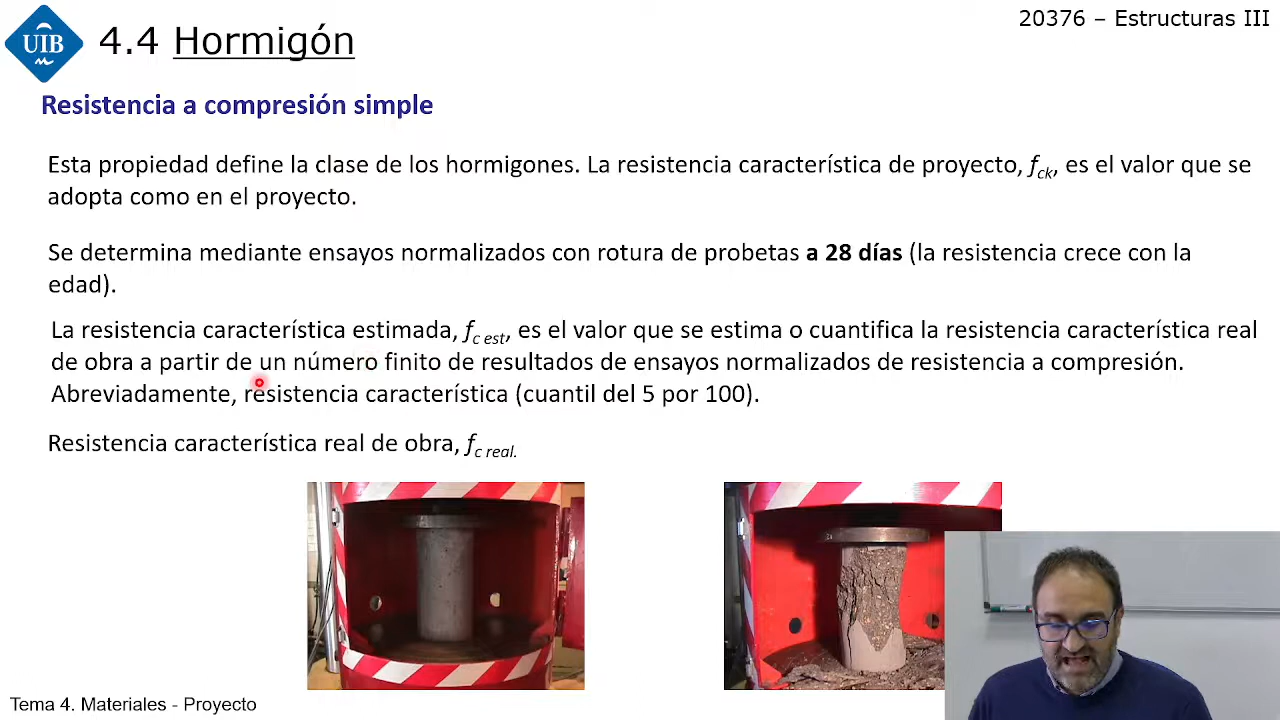 20376 – Estructuras III
UIB
4.4 Hormigón
Resistencia a compresión simple
Esta propiedad define la clase de los hormigones. La resistencia característica de proyecto, fck, es el valor que se
adopta como en el proyecto.
Se determina mediante ensayos normalizados con rotura de probetas a 28 días (la resistencia crece con la
edad).
La resistencia característica estimada, fc est, es el valor que se estima o cuantifica la resistencia característica real
de obra a partir de un número finito de resultados de ensayos normalizados de resistencia a compresión.
Abreviadamente, resistencia característica (cuantil del 5 por 100).
Resistencia característica real de obra, fc real.
Tema 4. Materiales - Proyecto